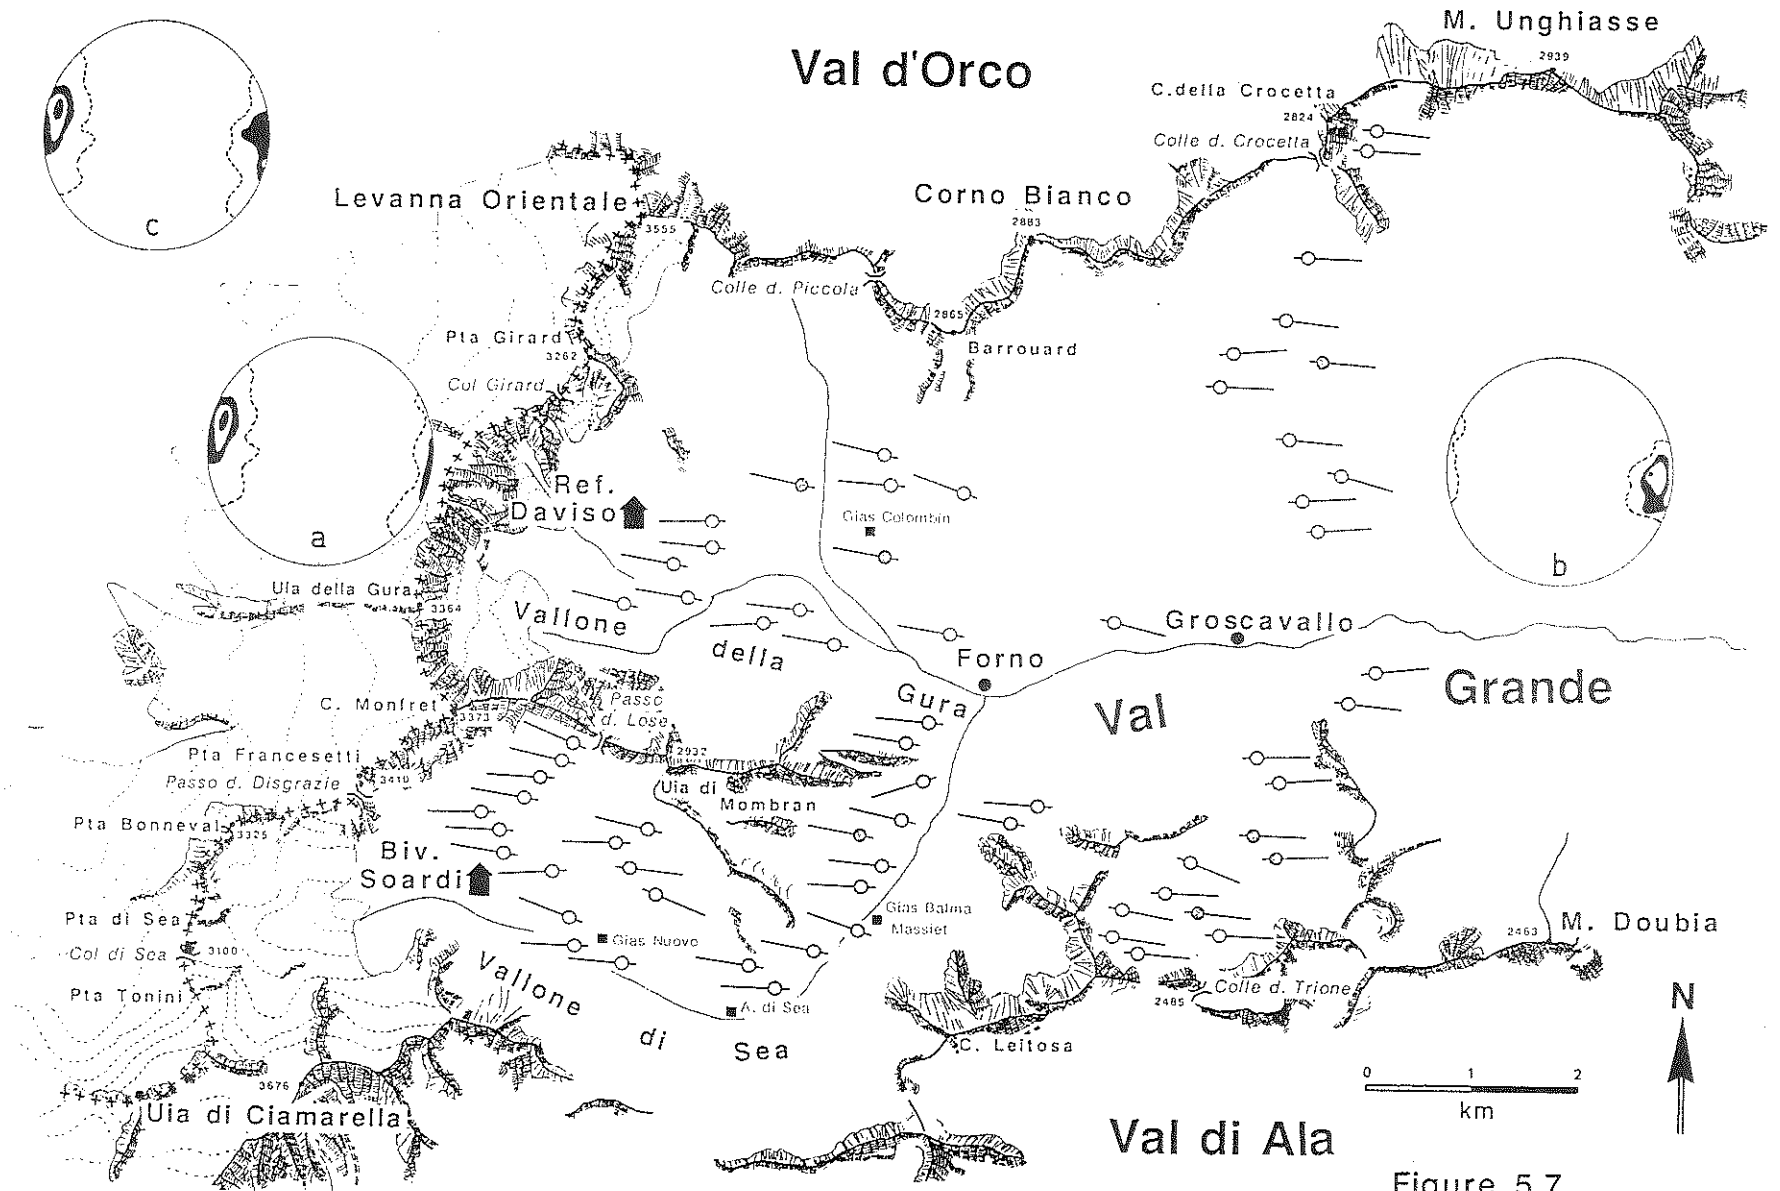 M. Unghiasse
Val d'Orco
2939
C.della Crocetta
2824
Colle d. Crocetta
Levanna Orientale
Corno Bianco
2883
c
3555
Colle d. Piccola
2865
Pta Girard
3262
Barrouard
Col Girard
Ref.
Daviso
Gias Colombin
a
b
Uia della Gura
3364
Vallone
della
Gura
Groscavallo
Forno
Grande
Val
C. Monfret
3373
Passo
d. Lose
Pta Francesetti
2937
Passo d. Disgrazie
3410
Uia di
Mombran
Pta Bonneval
3325
Biv.
Soardi
Gias Balma
Massiet
Pta di Sea
Gias Nuovo
2463
M. Doubia
Col di Sea
3100
Vallone
di
Sea
Pta Tonini
2485
Colle d. Trione
A. di Sea
N
C. Leitosa
3676
Uia di Ciamarella
0 1 2
km
Val di Ala
Figure 5.7